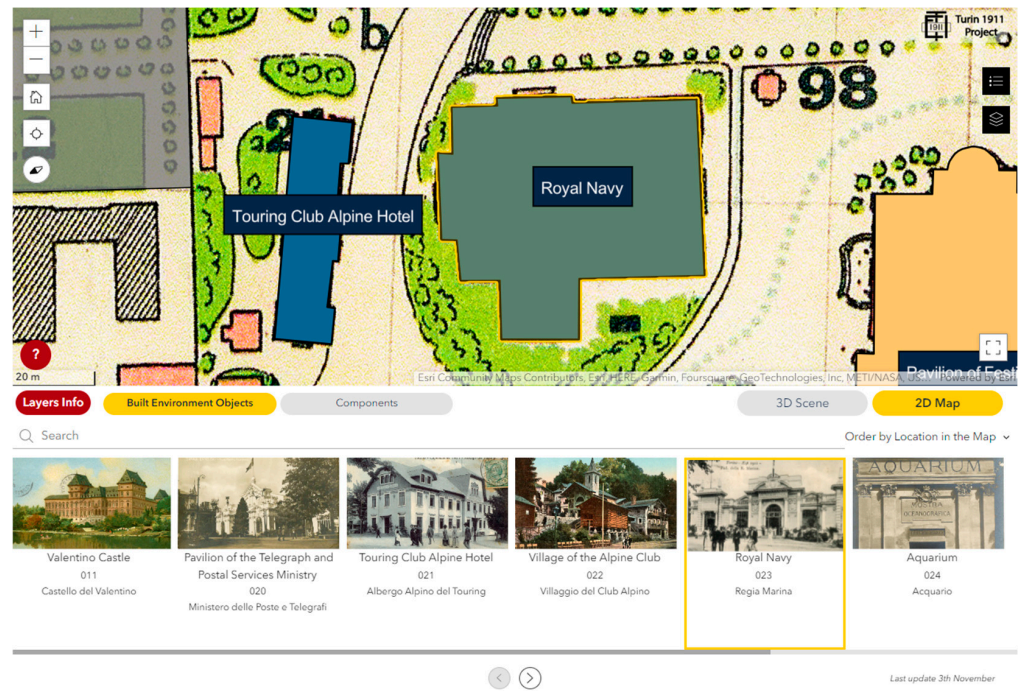 Turin 1911
Project
1911
b
98
Royal Navy
Touring Club Alpine Hotel
?
20 m
Esri Community Maps Contributors, Esri, HERE, Garmin, Foursquare, GeoTechnologies, Inc, METI/NASA, US
Powered by Esri
Pavilion of Festi
Layers Info
Built Environment Objects
Components
3D Scene
2D Map
Search
Order by Location in the Map
AQUARIUM
MOSTRA
OCEANOGRAFICA
Valentino Castle
011
Castello del Valentino
Pavilion of the Telegraph and
Postal Services Ministry
020
Ministero delle Poste e Telegrafi
Touring Club Alpine Hotel
021
Albergo Alpino del Touring
Village of the Alpine Club
022
Villaggio del Club Alpino
Royal Navy
023
Regia Marina
Aquarium
024
Acquario
Last update 3th November